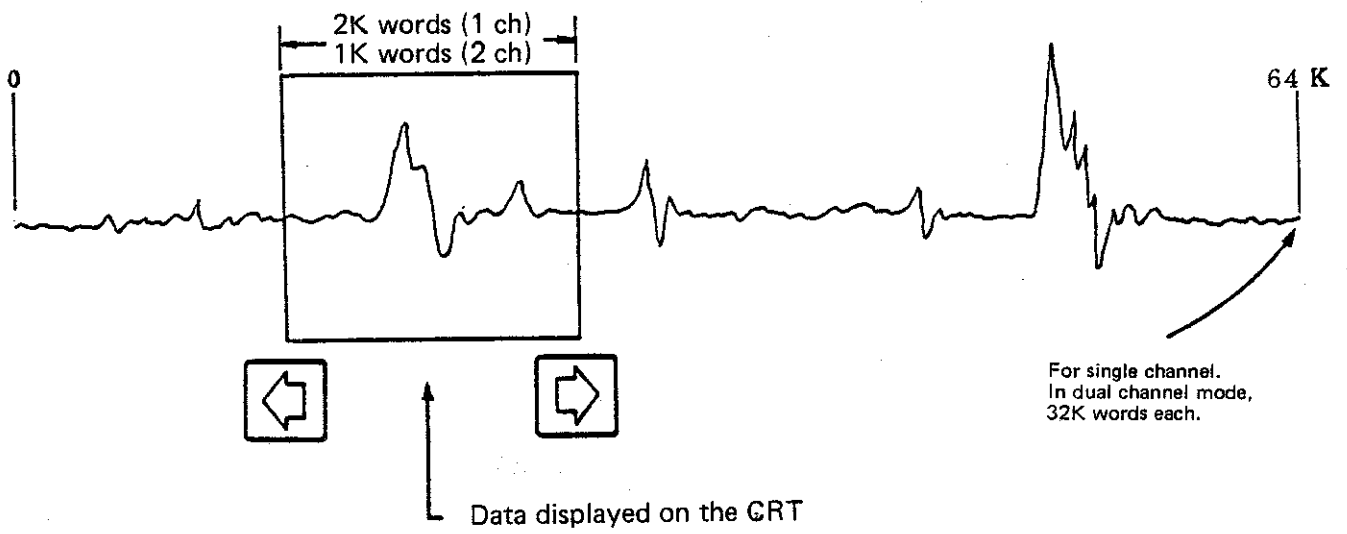 2K words (1 ch)
1K words (2 ch)
0
64 K
For single channel.
In dual channel mode,
32K words each.
Data displayed on the CRT